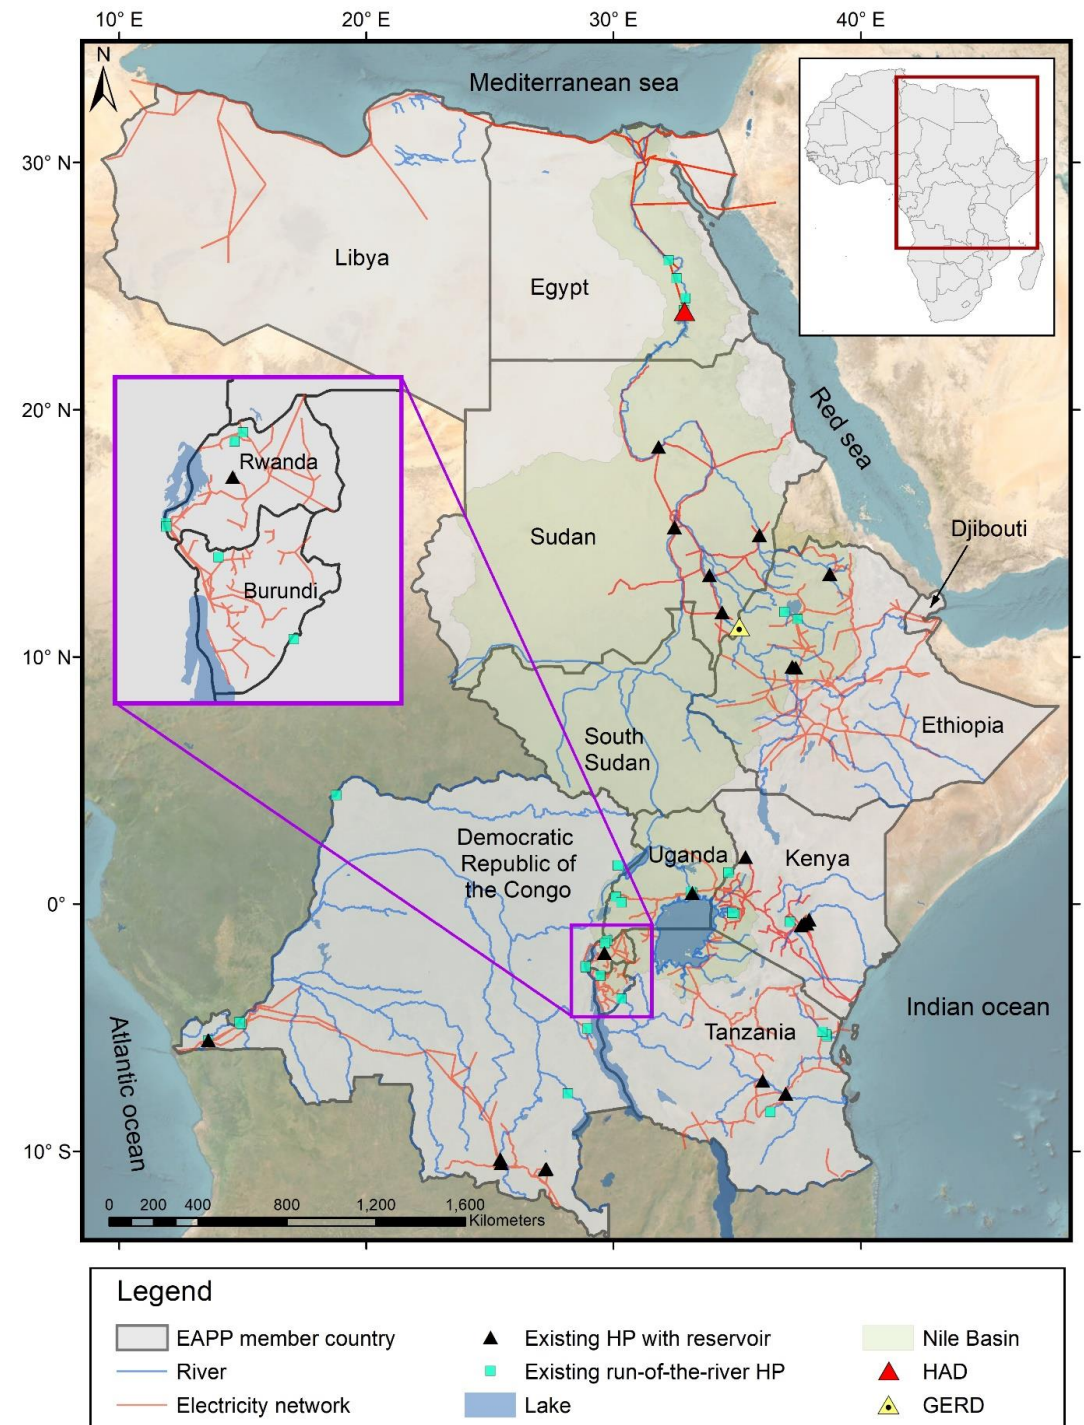 10° E 20° E 30° E 40° E
N
Mediterranean sea
30° N
Libya
Egypt
20° N
Red sea
Rwanda
Burundi
Sudan
Djibouti
10° N
Ethiopia
South
Sudan
Democratic
Republic of
the Congo
Uganda
Kenya
0°
Indian ocean
Atlantic ocean
Tanzania
10° S
0 200 400 800 1,200 1,600
Kilometers
Legend
EAPP member country
Existing HP with reservoir
Nile Basin
River
Existing run-of-the-river HP
HAD
Electricity network
Lake
GERD